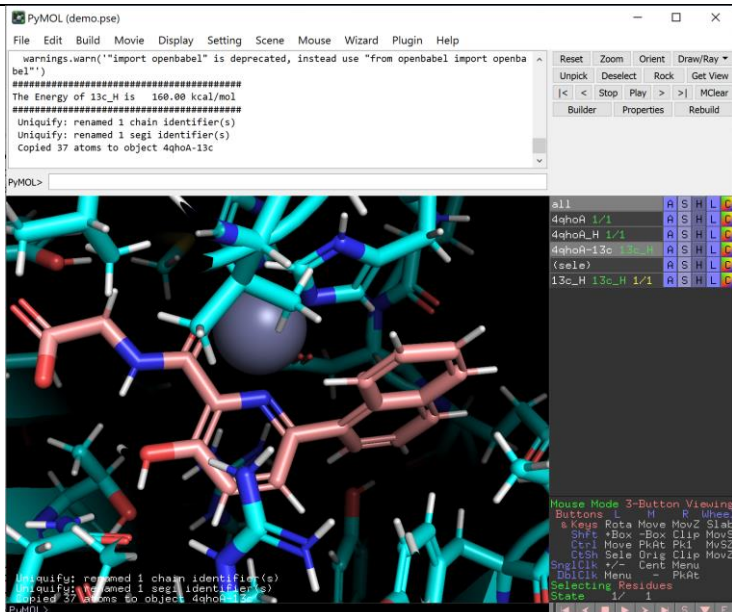 PyMOL (demo.pse)
File Edit Build Movie Display Setting Scene Mouse Wizard Plugin Help
warnings.warn('"import openbabel" is deprecated, instead use "from openbabel import openba
bel"')
########################################
The Energy of 13c_H is 160.00 kcal/mol
########################################
Uniquify: renamed 1 chain identifier(s)
Uniquify: renamed 1 segi identifier(s)
Copied 37 atoms to object 4qhoA-13c
PyMOL>
Reset Zoom Orient Draw/Ray
Unpick Deselect Rock Get View
|< < Stop Play > >| MClear
Builder Properties Rebuild
all A S H L C
4qhoA 1/1 A S H L C
4qhoA_H 1/1 A S H L C
4qhoA-13c 13c_H A S H L C
(sele) A S H L C
13c_H 13c_H 1/1 A S H L C
Mouse Mode 3-Button Viewing
Buttons L M R Wheel
& Keys Rota Move MovZ Slab
Shft +Box -Box Clip MovS
Ctrl Move PkAt Pk1 MvSZ
CtSh Sele Orig Clip MovZ
SnglClk +/- Cent Menu
DblClk Menu - PkAt
Selecting Residues
State 1/ 1
Uniquify: renamed 1 chain identifier(s)
Uniquify: renamed 1 segi identifier(s)
Copied 37 atoms to object 4qhoA-13c
PyMOL>